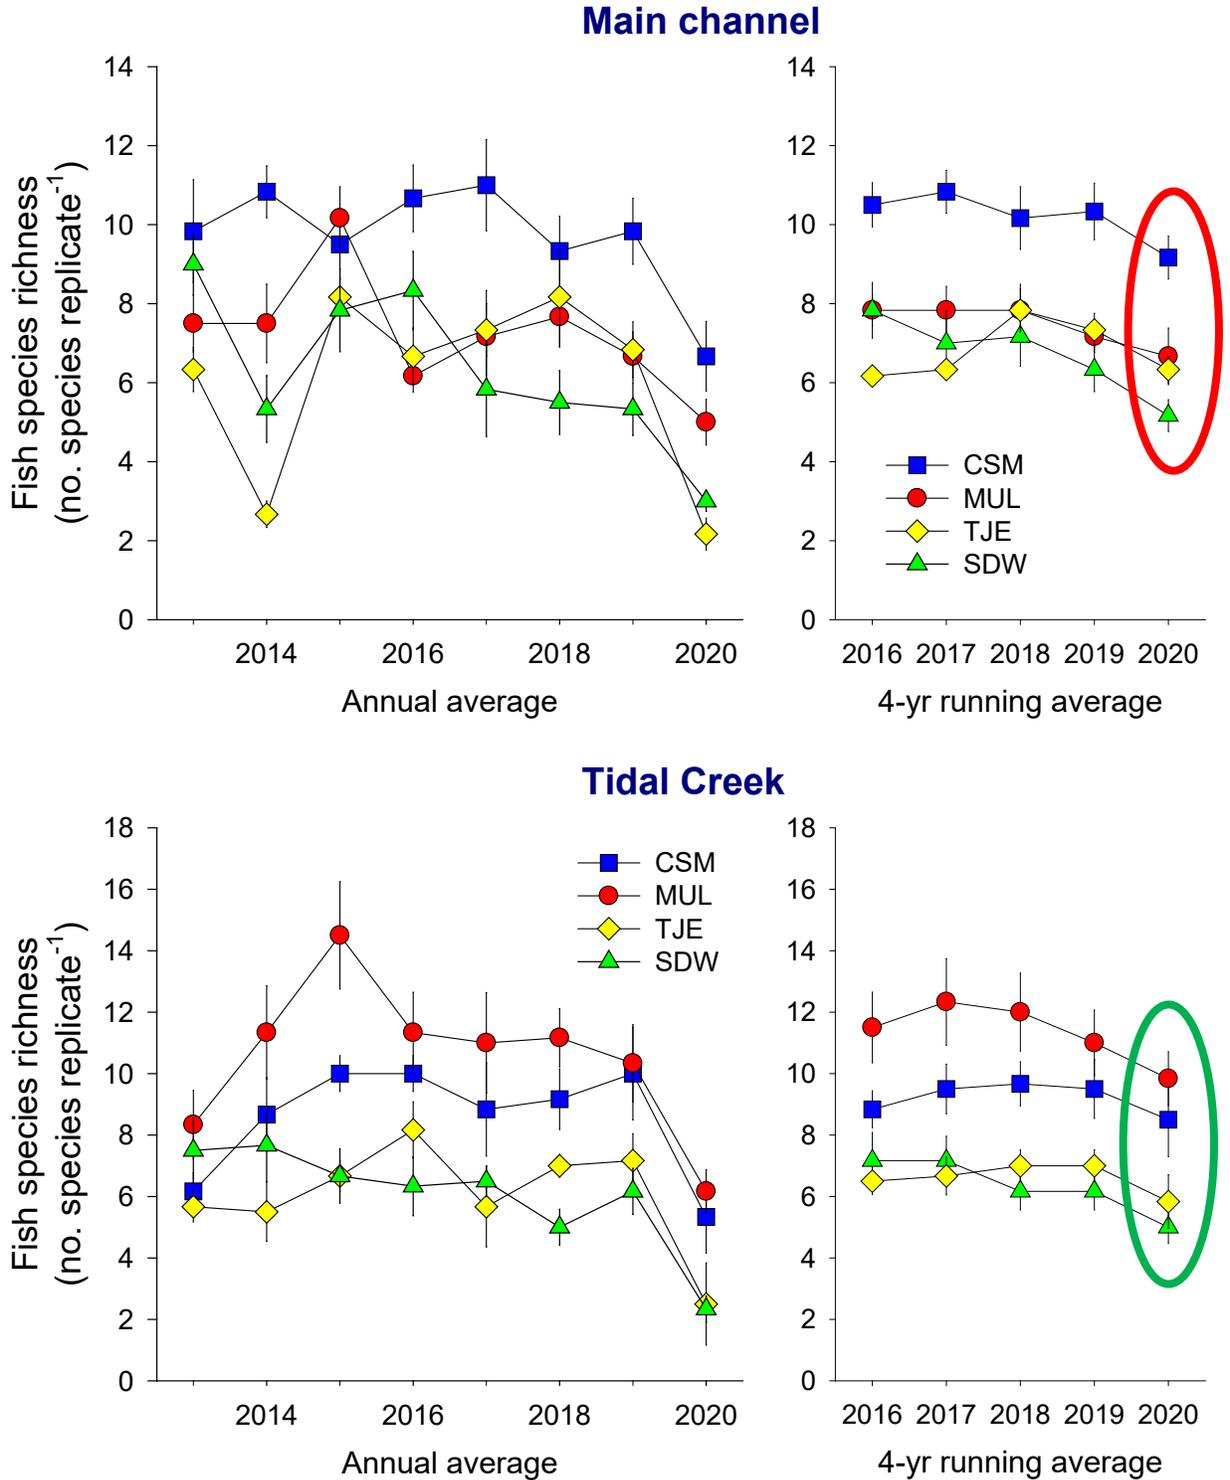 Main channel
Fish species richness
(no. species replicate-1)
14
12
10
8
6
4
2
0
2014 2016 2018 2020
Annual average
14
12
10
8
6
4
2
0
CSM
MUL
TJE
SDW
2016 2017 2018 2019 2020
4-yr running average
Tidal Creek
Fish species richness
(no. species replicate-1)
18
16
14
12
10
8
6
4
2
0
CSM
MUL
TJE
SDW
2014 2016 2018 2020
Annual average
18
16
14
12
10
8
6
4
2
0
2016 2017 2018 2019 2020
4-yr running average